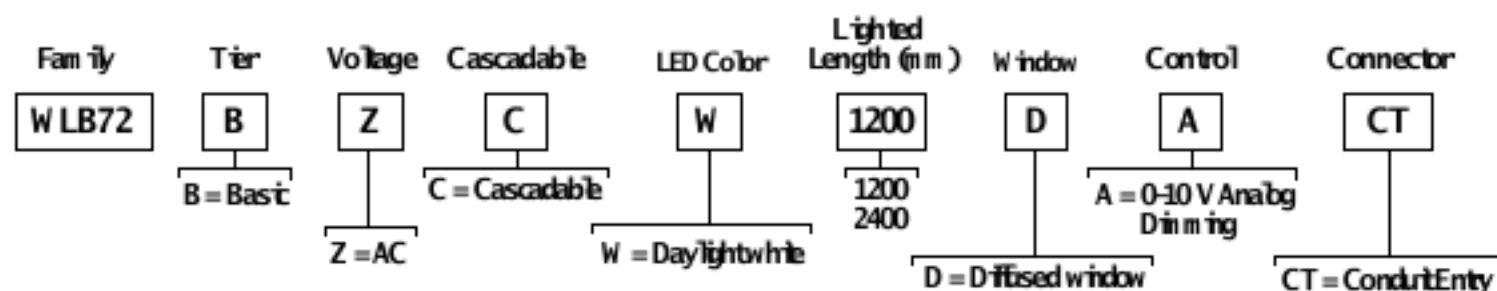 Family Tier Voltage Cascadable LED Color Lighted Length (mm) Window Control Connector
WLB72 B Z C W 1200 D A CT
B = Basic
Z = AC
C = Cascadable
W = Daylight white
1200
2400
D = Diffused window
A = 0-10 V Analog
Dimming
CT = Conduit Entry